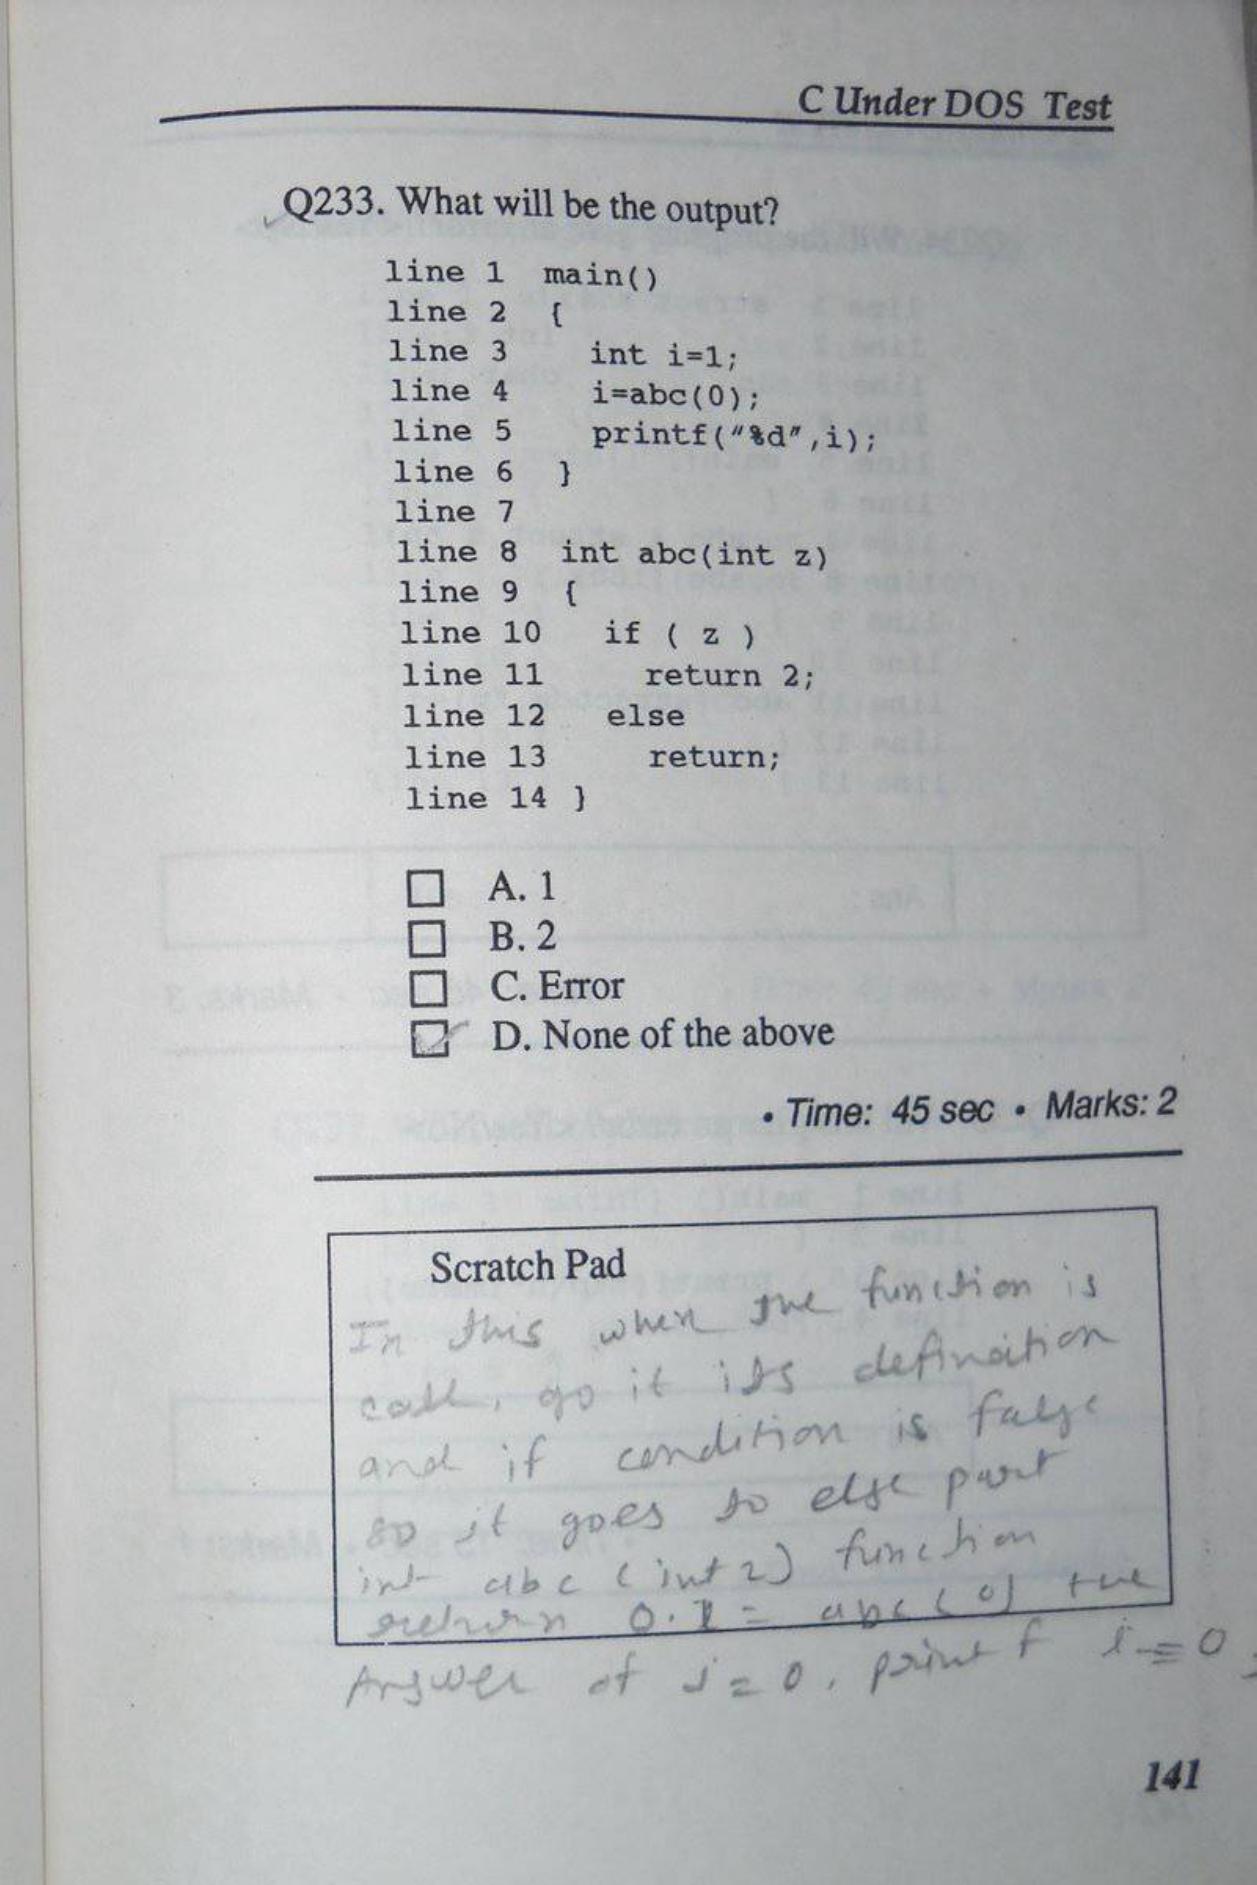 C Under DOS Test
Q233. What will be the output?
line 1 main()
line 2 {
line 3 int i=1;
line 4 i=abc(0);
line 5 printf("%d",i);
line 6 }
line 7
line 8 int abc(int z)
line 9 {
line 10 if ( z )
line 11 return 2;
line 12 else
line 13 return;
line 14 }
A. 1
B. 2
C. Error
D. None of the above
• Time: 45 sec • Marks: 2
Scratch Pad
In this when the function is
call, go it its definaition
and if condition is false
so it goes to else part
int abc (int z) function
return 0. I = abc(0) the
Answer of i=0. print f i=0
141